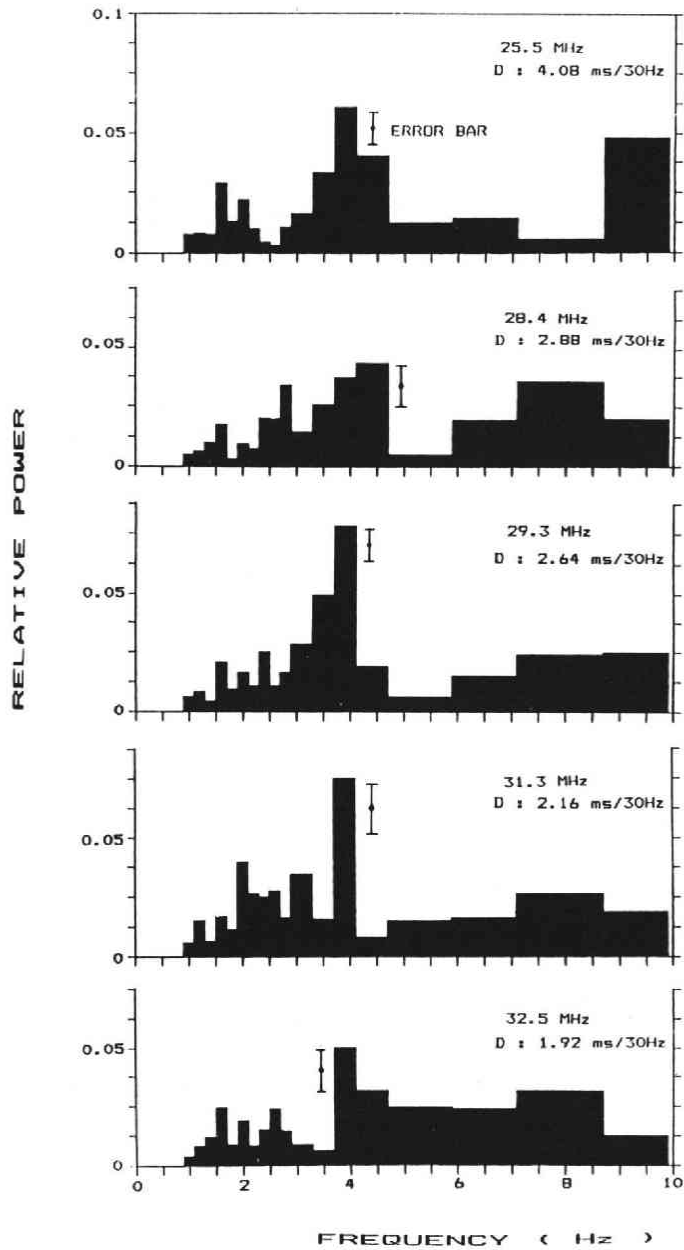 0.1
25.5 MHz
D : 4.08 ms/30Hz
0.05
ERROR BAR
0
28.4 MHz
D : 2.88 ms/30Hz
0.05
0
29.3 MHz
D : 2.64 ms/30Hz
0.05
0
31.3 MHz
D : 2.16 ms/30Hz
0.05
0
32.5 MHz
D : 1.92 ms/30Hz
0.05
0
0 2 4 6 8 10
RELATIVE POWER
FREQUENCY ( Hz )